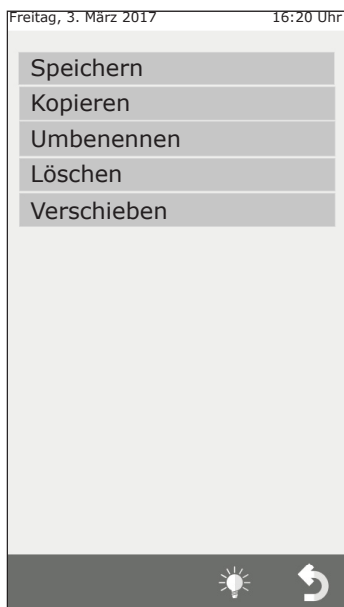 Freitag, 3. März 2017 16:20 Uhr
Speichern
Kopieren
Umbenennen
Löschen
Verschieben